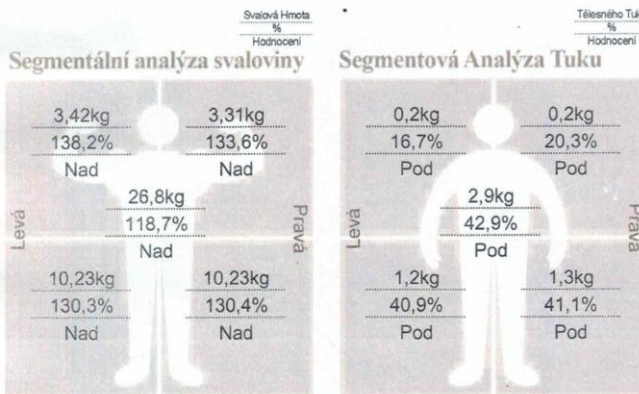 Svalová Hmota
%
Hodnocení
Segmentální analýza svaloviny
3,42kg 3,31kg
138,2% 133,6%
Nad Nad
26,8kg
118,7%
Nad
Levá
Pravá
10,23kg 10,23kg
130,3% 130,4%
Nad Nad
Tělesného Tuk
%
Hodnocení
Segmentová Analýza Tuku
0,2kg 0,2kg
16,7% 20,3%
Pod Pod
2,9kg
42,9%
Pod
Levá
Pravá
1,2kg 1,3kg
40,9% 41,1%
Pod Pod